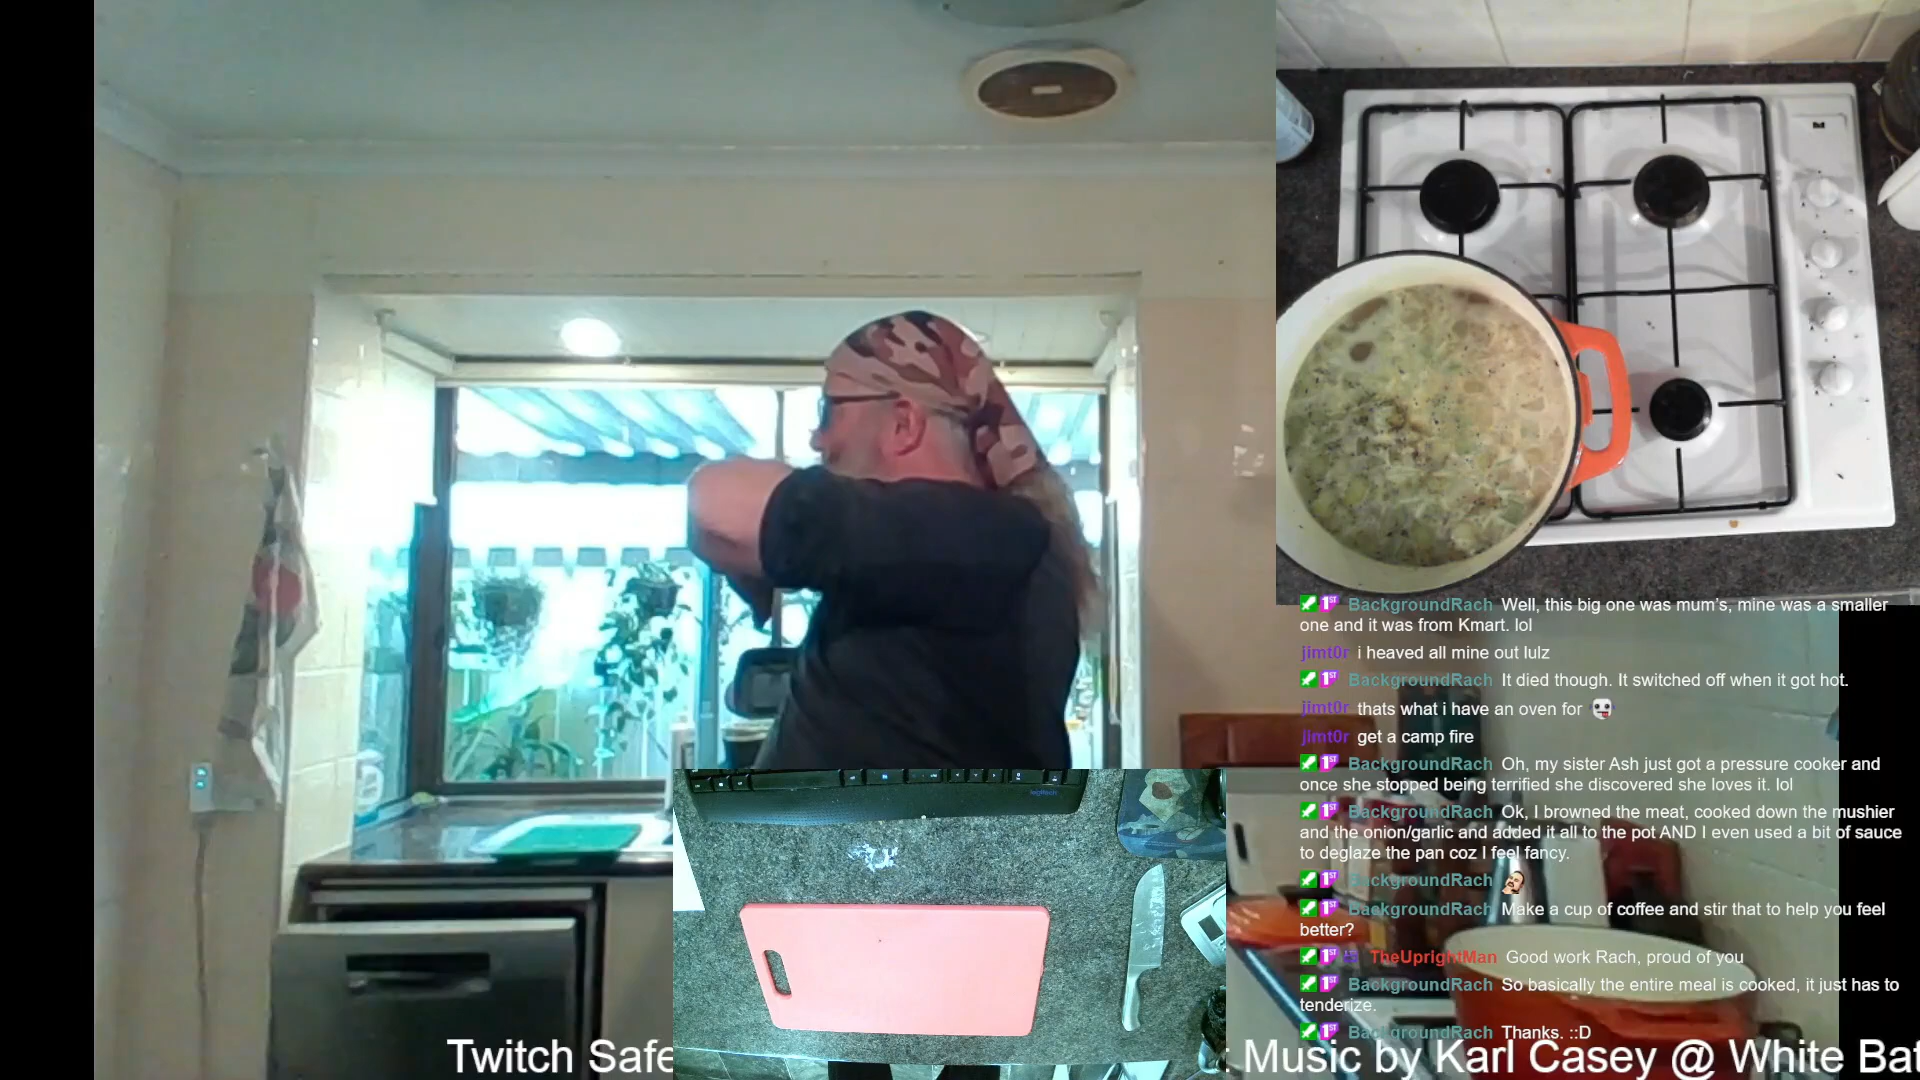 BackgroundRach Well, this big one was mum's, mine was a smaller
one and it was from Kmart. lol
jimt0r i heaved all mine out lulz
BackgroundRach It died though. It switched off when it got hot.
jimt0r thats what i have an oven for
jimt0r get a camp fire
BackgroundRach Oh, my sister Ash just got a pressure cooker and
once she stopped being terrified she discovered she loves it. lol
BackgroundRach Ok, I browned the meat, cooked down the mushier
and the onion/garlic and added it all to the pot AND I even used a bit of sauce
to deglaze the pan coz I feel fancy.
BackgroundRach
BackgroundRach Make a cup of coffee and stir that to help you feel
better?
TheUprightMan Good work Rach, proud of you
BackgroundRach So basically the entire meal is cooked, it just has to
tenderize.
BackgroundRach Thanks. ::D
Twitch Safe : Music by Karl Casey @ White Bat
logitech